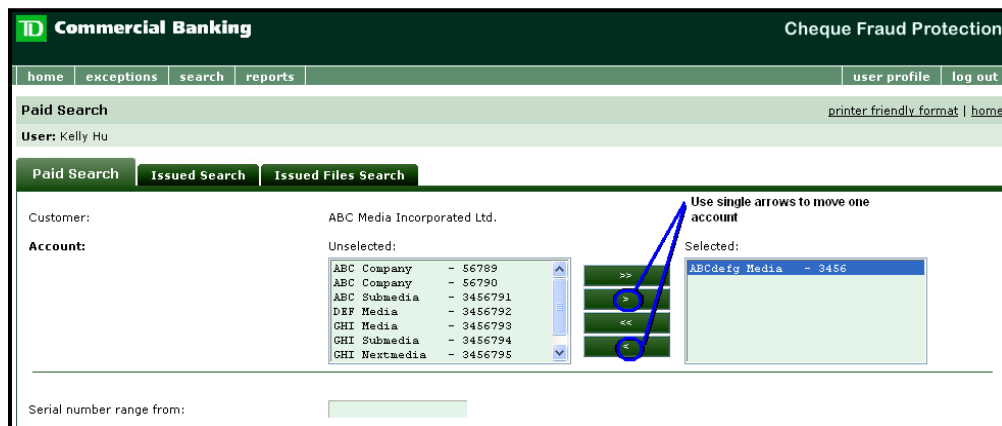 TD Commercial Banking
Cheque Fraud Protection
home exceptions search reports user profile log out
Paid Search printer friendly format | home
User: Kelly Hu
Paid Search Issued Search Issued Files Search
Use single arrows to move one
account
Customer: ABC Media Incorporated Ltd.
Account: Unselected: Selected:
ABC Company - 56789
ABC Company - 56790
ABC Submedia - 3456791
DEF Media - 3456792
GHI Media - 3456793
GHI Submedia - 3456794
GHI Nextmedia - 3456795
>>
>
<<
<
ABCdefg Media - 3456
Serial number range from: